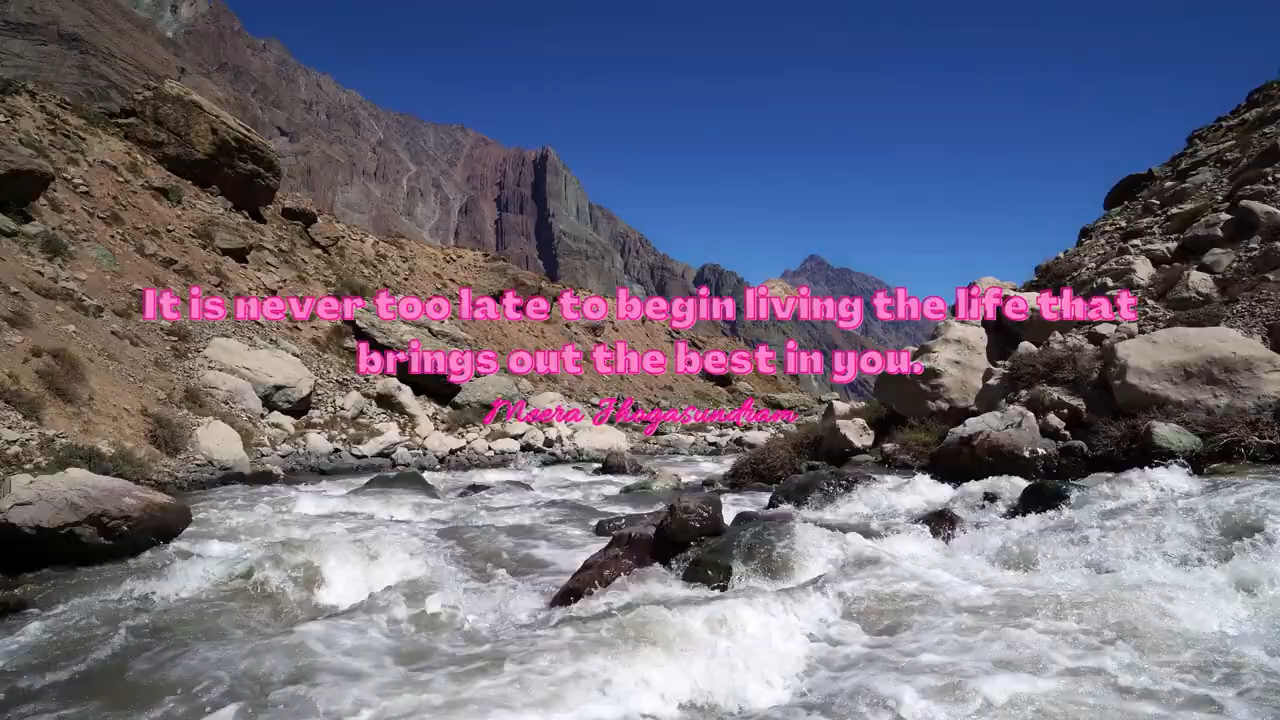 It is never too late to begin living the life that
brings out the best in you.
Meera Thogasundram